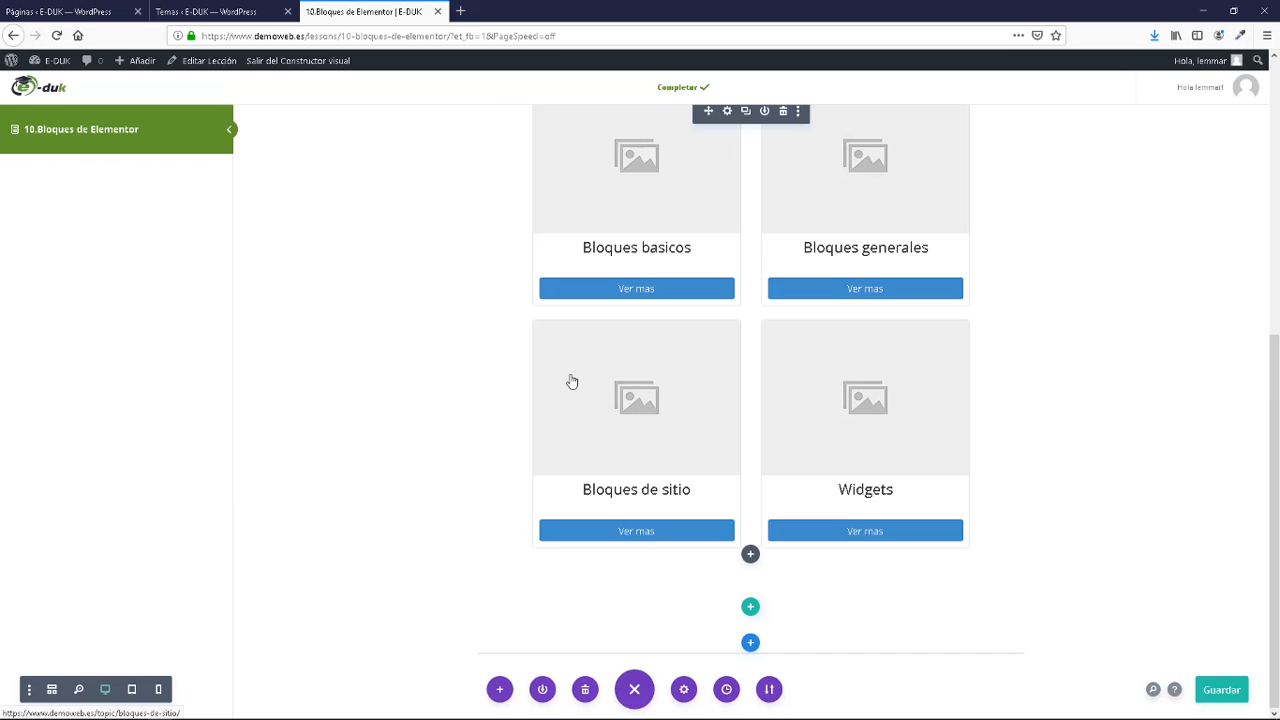 Páginas ‹ E-DUK — WordPress
Temas ‹ E-DUK — WordPress
10.Bloques de Elementor | E-DUK
https://www.demoweb.es/lessons/10-bloques-de-elementor/?et_fb=1&PageSpeed=off
E-DUK
0
Añadir
Editar Lección
Salir del Constructor visual
Hola, lemmar
e-duk
Completar
Hola lemmar!
10.Bloques de Elementor
Bloques basicos
Bloques generales
Ver mas
Ver mas
Bloques de sitio
Widgets
Ver mas
Ver mas
Guardar
https://www.demoweb.es/topic/bloques-de-sitio/